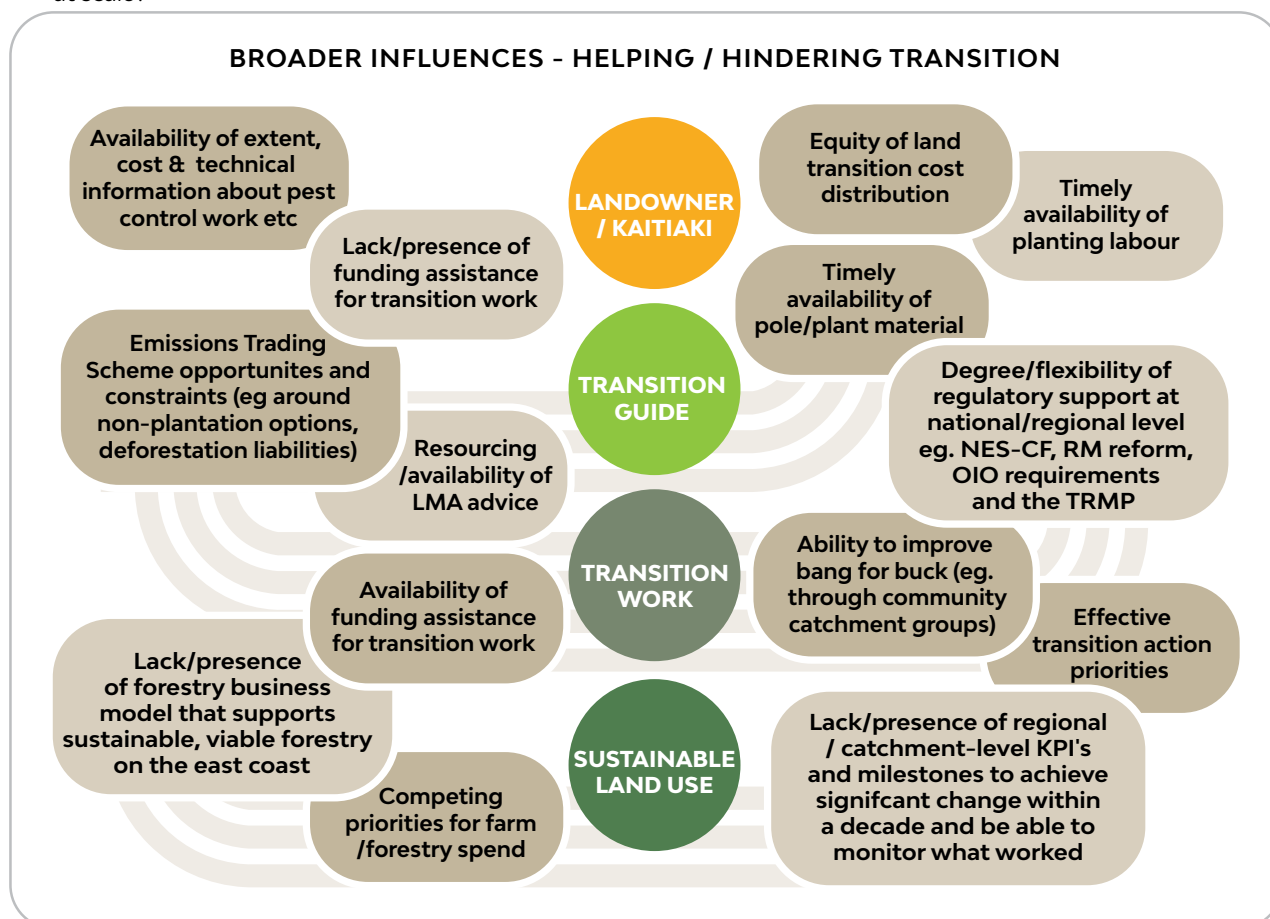 BROADER INFLUENCES - HELPING / HINDERING TRANSITION
Availability of extent,
cost & technical
information about pest
control work etc
Lack/presence of
funding assistance
for transition work
Emissions Trading
Scheme opportunites and
constraints (eg around
non-plantation options,
deforestation liabilities)
Resourcing
/availability of
LMA advice
Availability of
funding assistance
for transition work
Lack/presence
of forestry business
model that supports
sustainable, viable forestry
on the east coast
Competing
priorities for farm
/forestry spend
LANDOWNER
/ KAITIAKI
TRANSITION
GUIDE
TRANSITION
WORK
SUSTAINABLE
LAND USE
Equity of land
transition cost
distribution
Timely
availability of
planting labour
Timely
availability of
pole/plant material
Degree/flexibility of
regulatory support at
national/regional level
eg. NES-CF, RM reform,
OIO requirements
and the TRMP
Ability to improve
bang for buck (eg.
through community
catchment groups)
Effective
transition action
priorities
Lack/presence of regional
/ catchment-level KPI's
and milestones to achieve
signifcant change within
a decade and be able to
monitor what worked